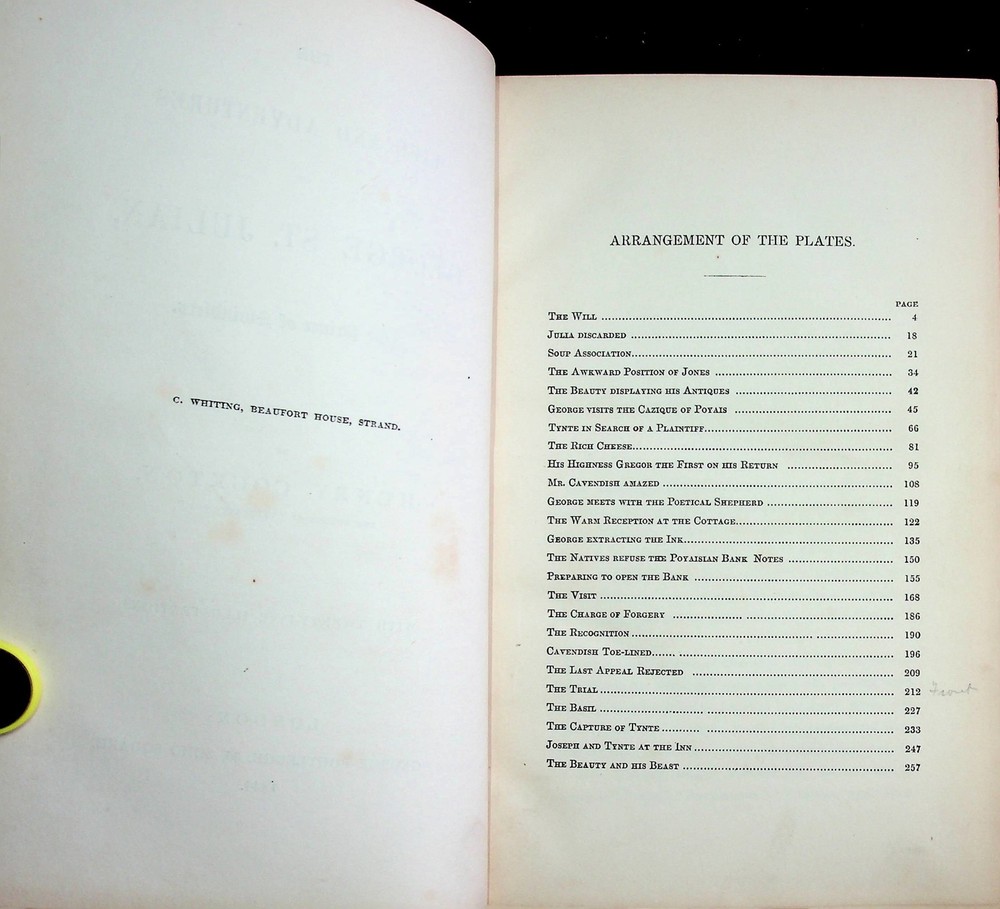 C. WHITING, BEAUFORT HOUSE, STRAND.
ARRANGEMENT OF THE PLATES.
PAGE
THE WILL ........ 4
JULIA DISCARDED ........ 18
SOUP ASSOCIATION ........ 21
THE AWKWARD POSITION OF JONES ........ 34
THE BEAUTY DISPLAYING HIS ANTIQUES ........ 42
GEORGE VISITS THE CAZIQUE OF POYAIS ........ 45
TYNTE IN SEARCH OF A PLAINTIFF ........ 66
THE RICH CHEESE ........ 81
HIS HIGHNESS GREGOR THE FIRST ON HIS RETURN ........ 95
MR. CAVENDISH AMAZED ........ 108
GEORGE MEETS WITH THE POETICAL SHEPHERD ........ 119
THE WARM RECEPTION AT THE COTTAGE ........ 122
GEORGE EXTRACTING THE INK ........ 135
THE NATIVES REFUSE THE POYAISIAN BANK NOTES ........ 150
PREPARING TO OPEN THE BANK ........ 155
THE VISIT ........ 168
THE CHARGE OF FORGERY ........ 186
THE RECOGNITION ........ 190
CAVENDISH TOE-LINED ........ 196
THE LAST APPEAL REJECTED ........ 209
THE TRIAL ........ 212
THE BASIL ........ 227
THE CAPTURE OF TYNTE ........ 233
JOSEPH AND TYNTE AT THE INN ........ 247
THE BEAUTY AND HIS BEAST ........ 257